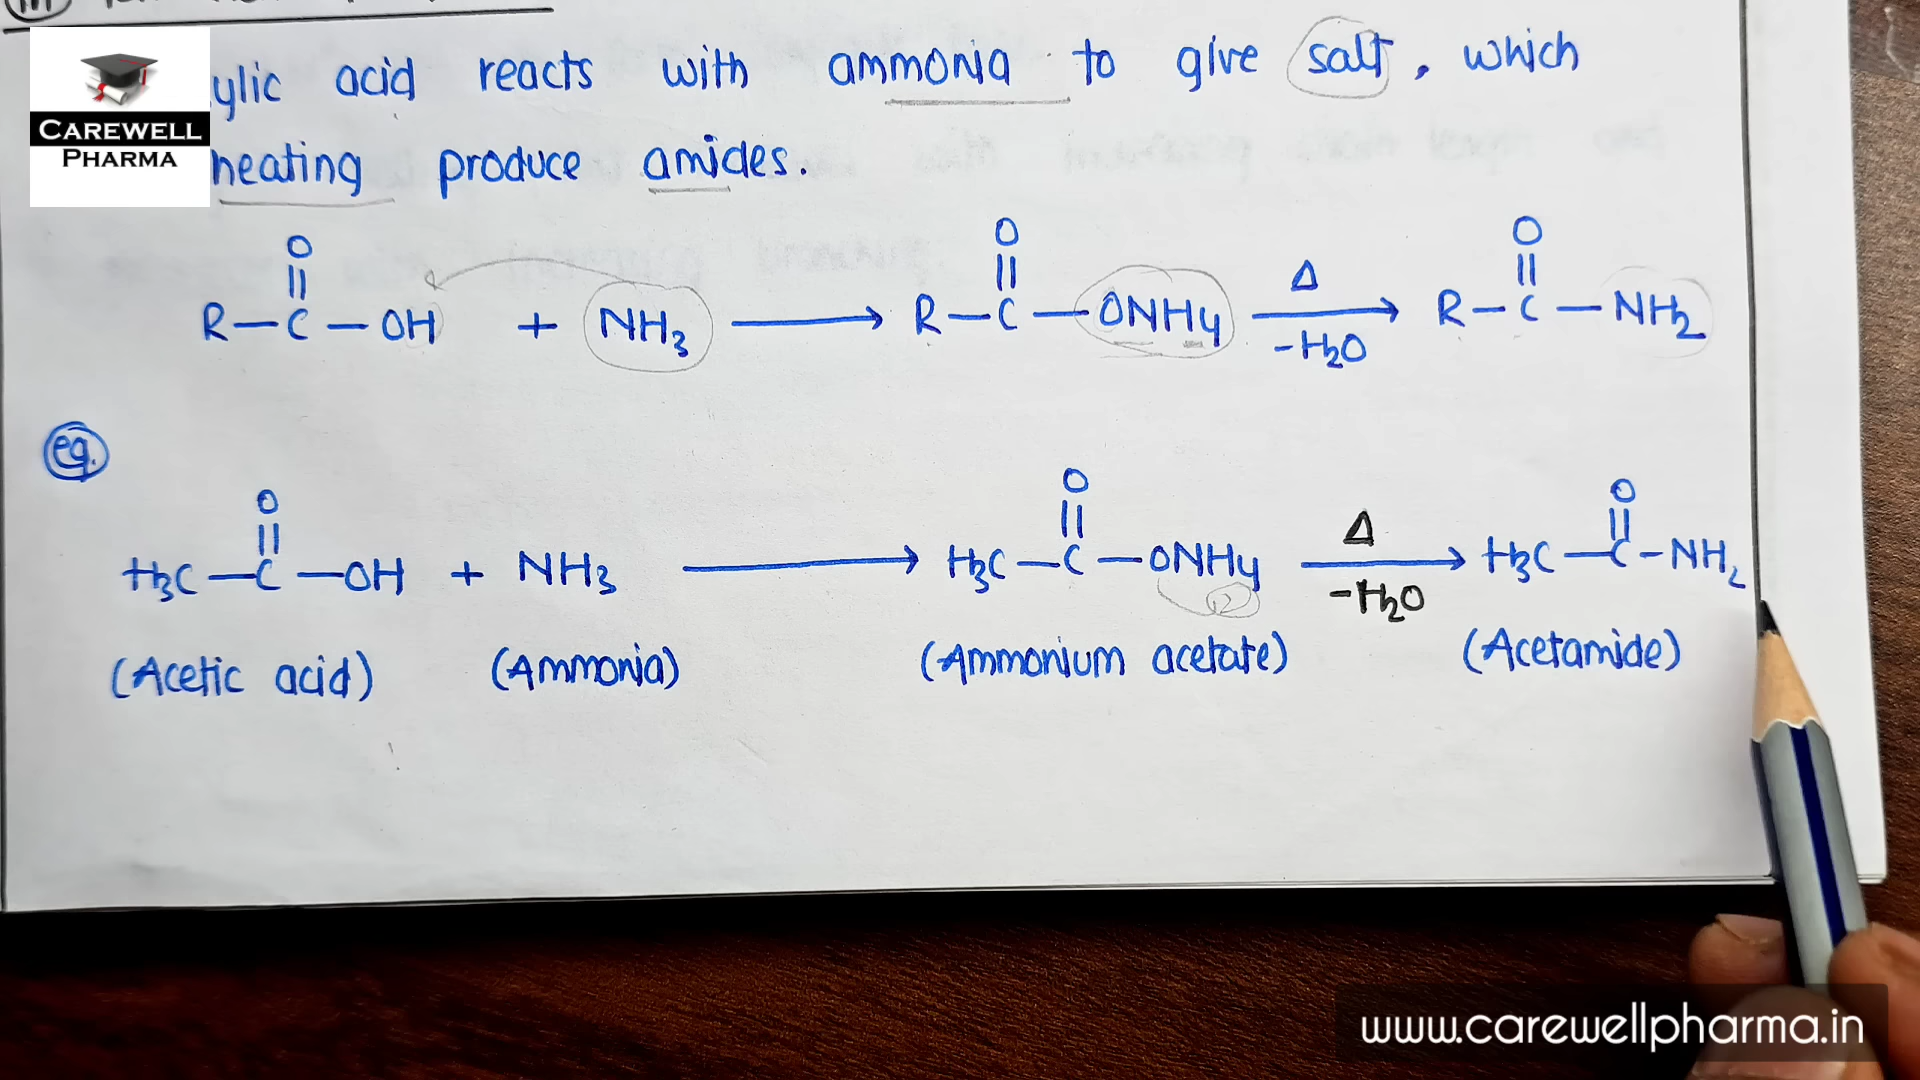 CAREWELL
PHARMA
ylic acid reacts with ammonia to give salt, which
heating produce amides.
O O O
|| || ||
R—C—OH + NH3 ⟶ R—C—ONH4 Δ ⟶ -H2O R—C—NH2
eg.
O O O
|| || ||
H3C—C—OH + NH3 ⟶ H3C—C—ONH4 Δ ⟶ -H2O H3C—C-NH2
(Acetic acid) (Ammonia) (Ammonium acetate) (Acetamide)
www.carewellpharma.in